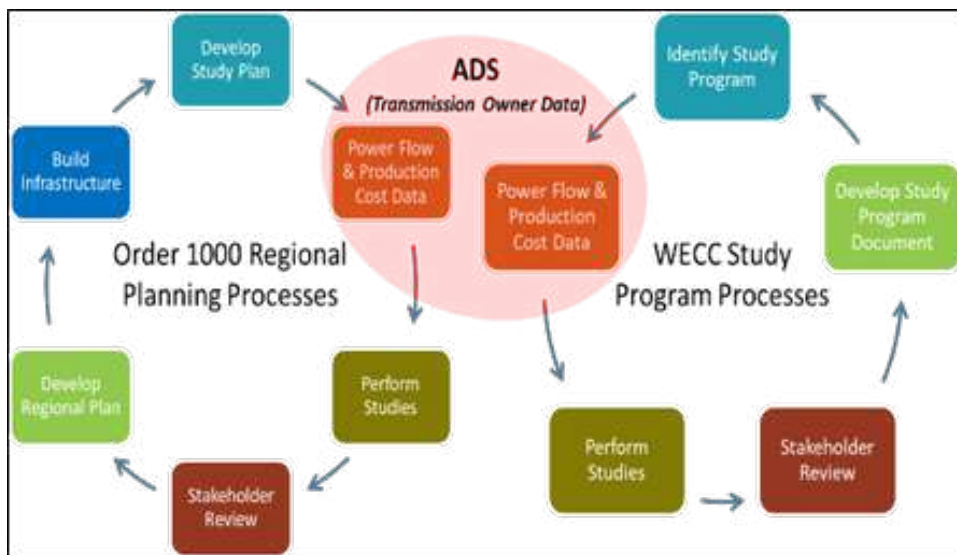 Develop
Study Plan
ADS
(Transmission Owner Data)
Identify Study
Program
Build
Infrastructure
Power Flow
& Production
Cost Data
Power Flow &
Production
Cost Data
Develop Study
Program
Document
Order 1000 Regional
Planning Processes
WECC Study
Program Processes
Develop
Regional Plan
Perform
Studies
Stakeholder
Review
Perform
Studies
Stakeholder
Review